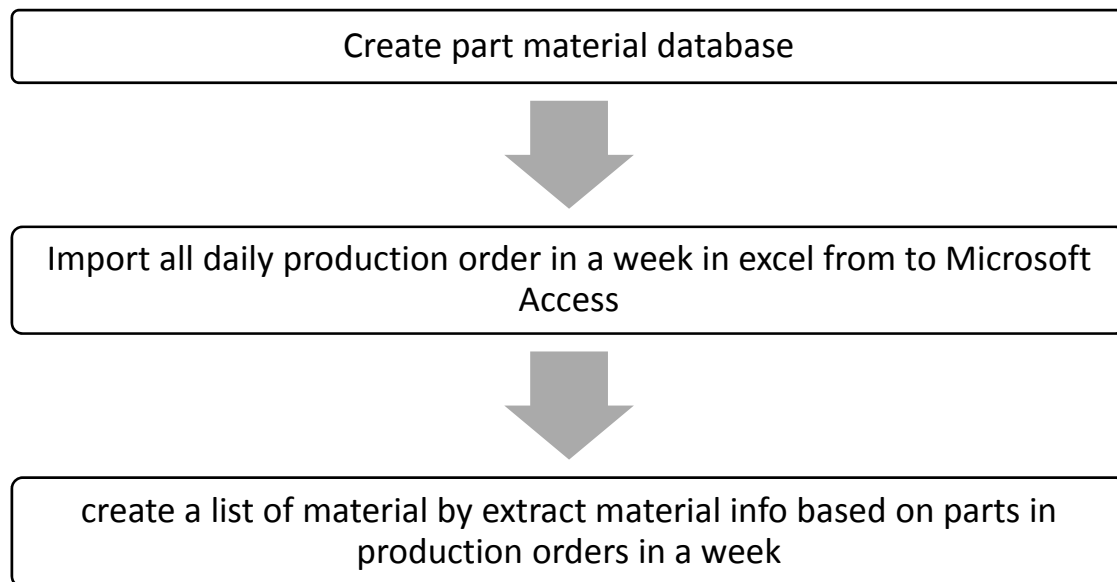 Create part material database
Import all daily production order in a week in excel from to Microsoft
Access
create a list of material by extract material info based on parts in
production orders in a week